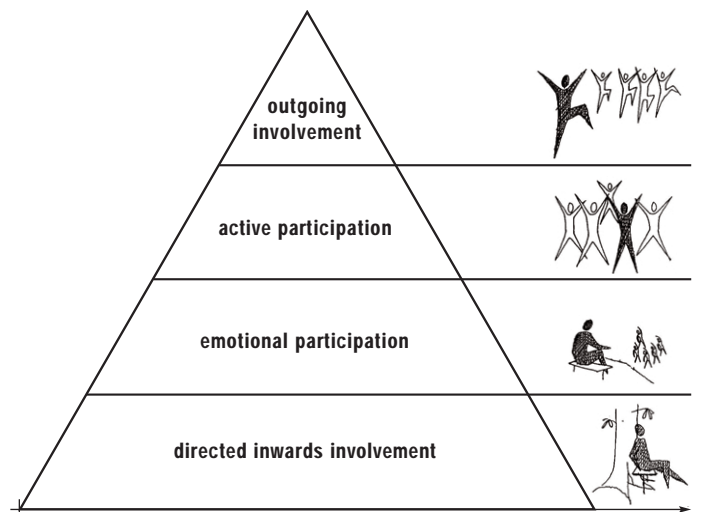 outgoing
involvement
active participation
emotional participation
directed inwards involvement